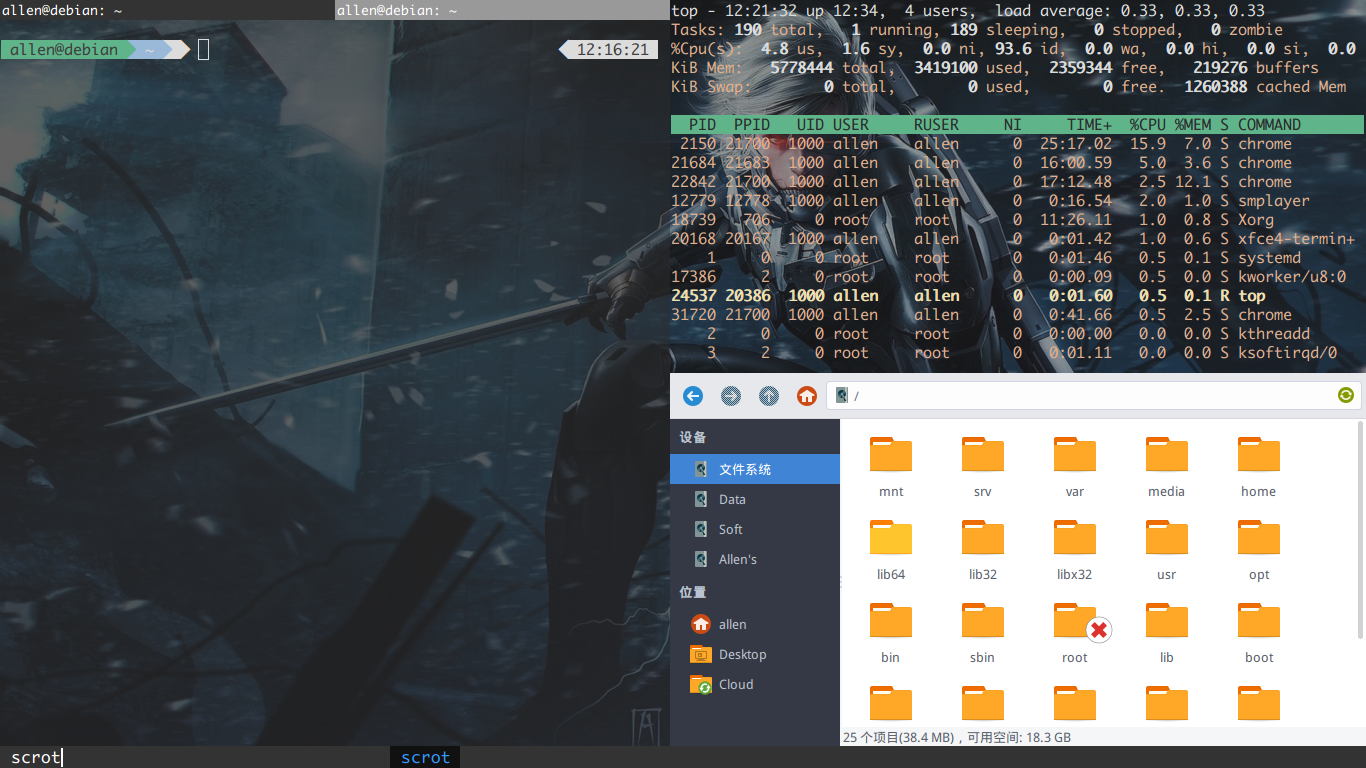 allen@debian: ~
allen@debian: ~
allen@debian ~ 12:16:21
top - 12:21:32 up 12:34,  4 users,  load average: 0.33, 0.33, 0.33
Tasks: 190 total,   1 running, 189 sleeping,   0 stopped,   0 zombie
%Cpu(s):  4.8 us,  1.6 sy,  0.0 ni, 93.6 id,  0.0 wa,  0.0 hi,  0.0 si,  0.0
KiB Mem:   5778444 total,  3419100 used,  2359344 free,   219276 buffers
KiB Swap:        0 total,        0 used,        0 free.  1260388 cached Mem
PID  PPID   UID USER     RUSER     NI     TIME+  %CPU %MEM S COMMAND
2150 21700  1000 allen    allen      0  25:17.02  15.9  7.0 S chrome
21684 21683  1000 allen    allen      0  16:00.59   5.0  3.6 S chrome
22842 21700  1000 allen    allen      0  17:12.48   2.5 12.1 S chrome
12779 12778  1000 allen    allen      0   0:16.54   2.0  1.0 S smplayer
18739   706     0 root     root       0  11:26.11   1.0  0.8 S Xorg
20168 20167  1000 allen    allen      0   0:01.42   1.0  0.6 S xfce4-termin+
1     0     0 root     root       0   0:01.46   0.5  0.1 S systemd
17386     2     0 root     root       0   0:00.09   0.5  0.0 S kworker/u8:0
24537 20386  1000 allen    allen      0   0:01.60   0.5  0.1 R top
31720 21700  1000 allen    allen      0   0:41.66   0.5  2.5 S chrome
2     0     0 root     root       0   0:00.00   0.0  0.0 S kthreadd
3     2     0 root     root       0   0:01.11   0.0  0.0 S ksoftirqd/0
/
设备
文件系统
Data
Soft
Allen's
位置
allen
Desktop
Cloud
mnt srv var media home
lib64 lib32 libx32 usr opt
bin sbin root lib boot
25 个项目(38.4 MB)，可用空间: 18.3 GB
scrot scrot